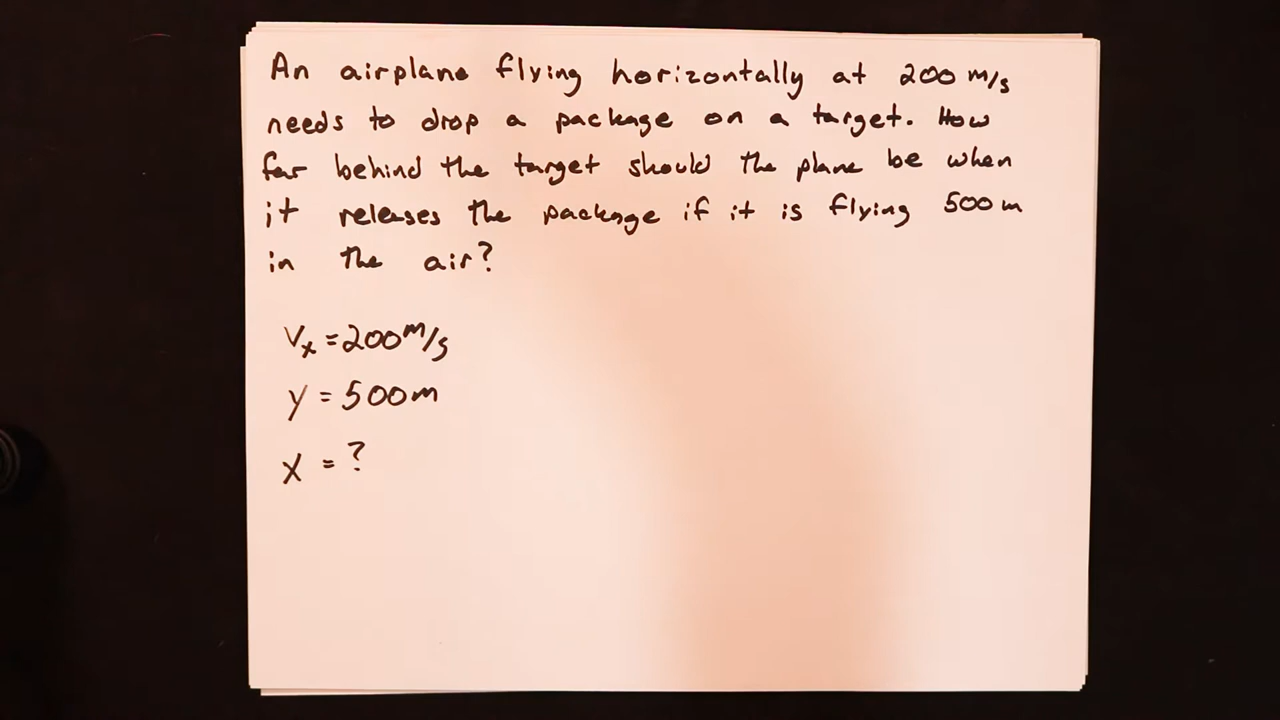 An airplane flying horizontally at 200 m/s
needs to drop a package on a target. How
far behind the target should the plane be when
it releases the package if it is flying 500 m
in the air?
Vx = 200 m/s
y = 500m
x = ?